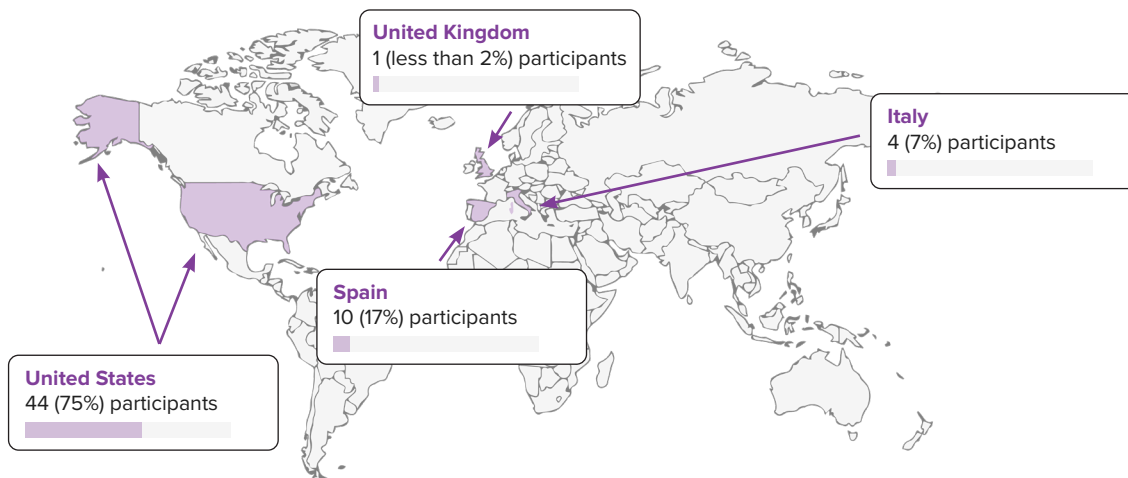 United Kingdom
1 (less than 2%) participants
Italy
4 (7%) participants
Spain
10 (17%) participants
United States
44 (75%) participants